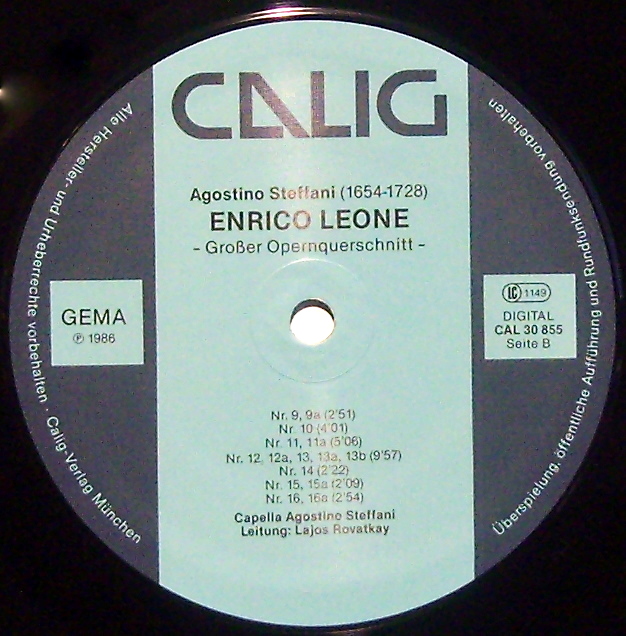 CALIG
Agostino Steffani (1654-1728)
ENRICO LEONE
– Großer Opernquerschnitt –
GEMA
℗ 1986
LC 1149
DIGITAL
CAL 30 855
Seite B
Nr. 9, 9a (2'51)
Nr. 10 (4'01)
Nr. 11, 11a (5'06)
Nr. 12, 12a, 13, 13a, 13b (9'57)
Nr. 14 (2'22)
Nr. 15, 15a (2'09)
Nr. 16, 16a (2'54)
Capella Agostino Steffani
Leitung: Lajos Rovatkay
Alle Hersteller- und Urheberrechte vorbehalten · Calig-Verlag München
Überspielung, öffentliche Aufführung und Rundfunksendung vorbehalten